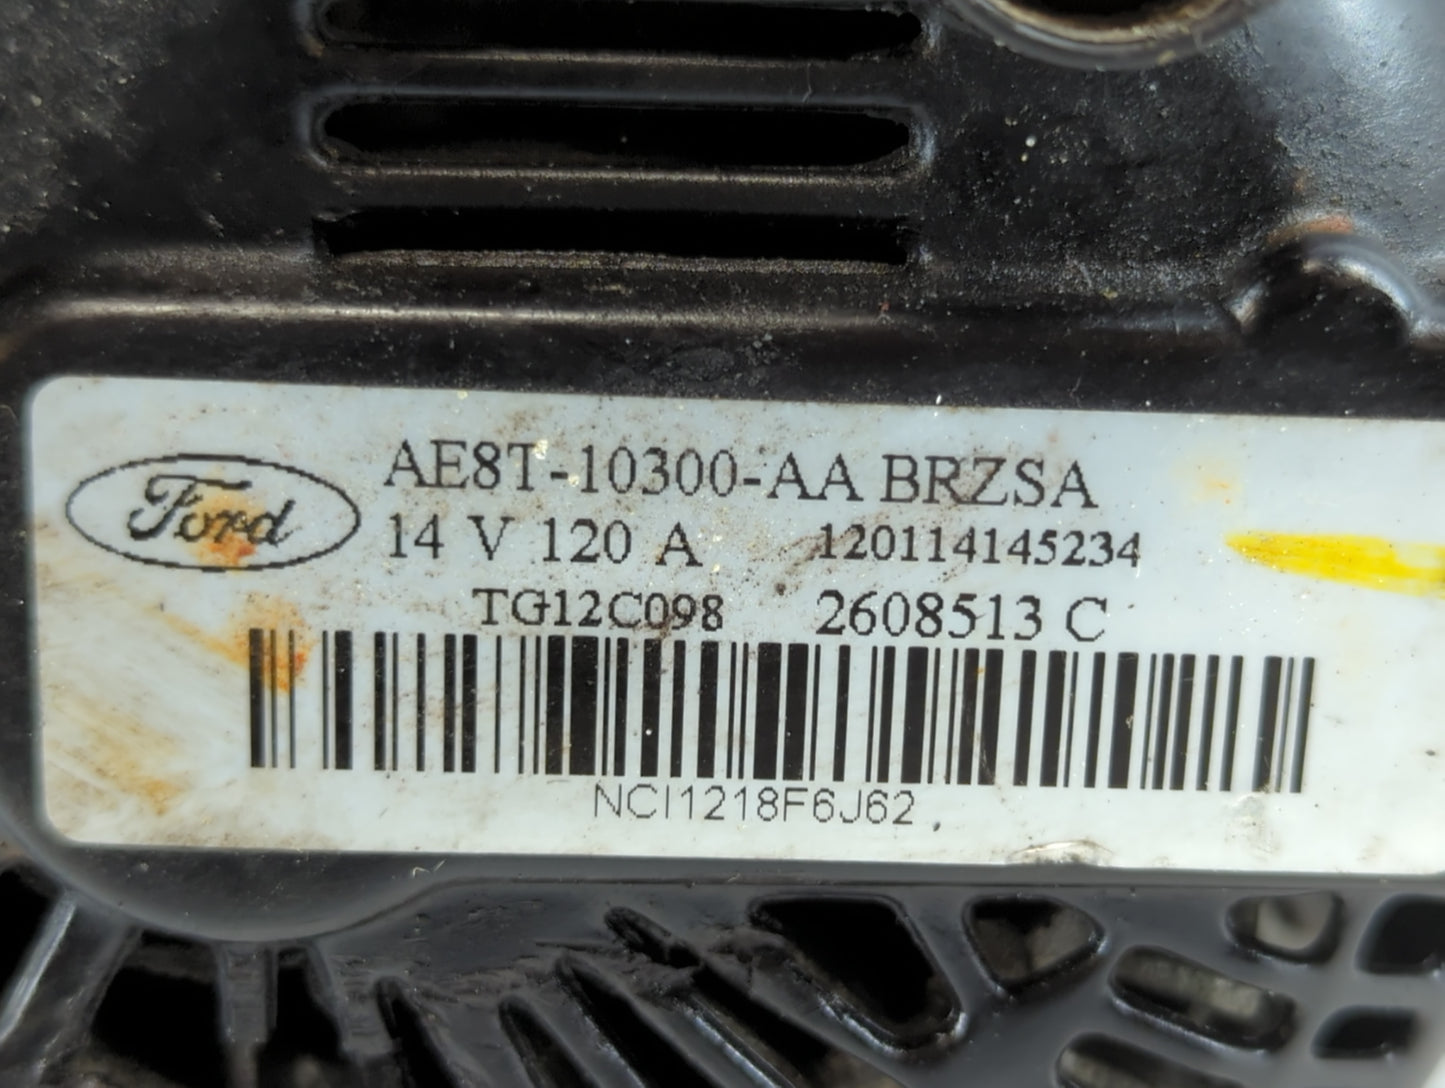 Ford
AE8T-10300-AA BRZSA
14 V 120 A 120114145234
TG12C098 2608513 C
NCI1218F6J62